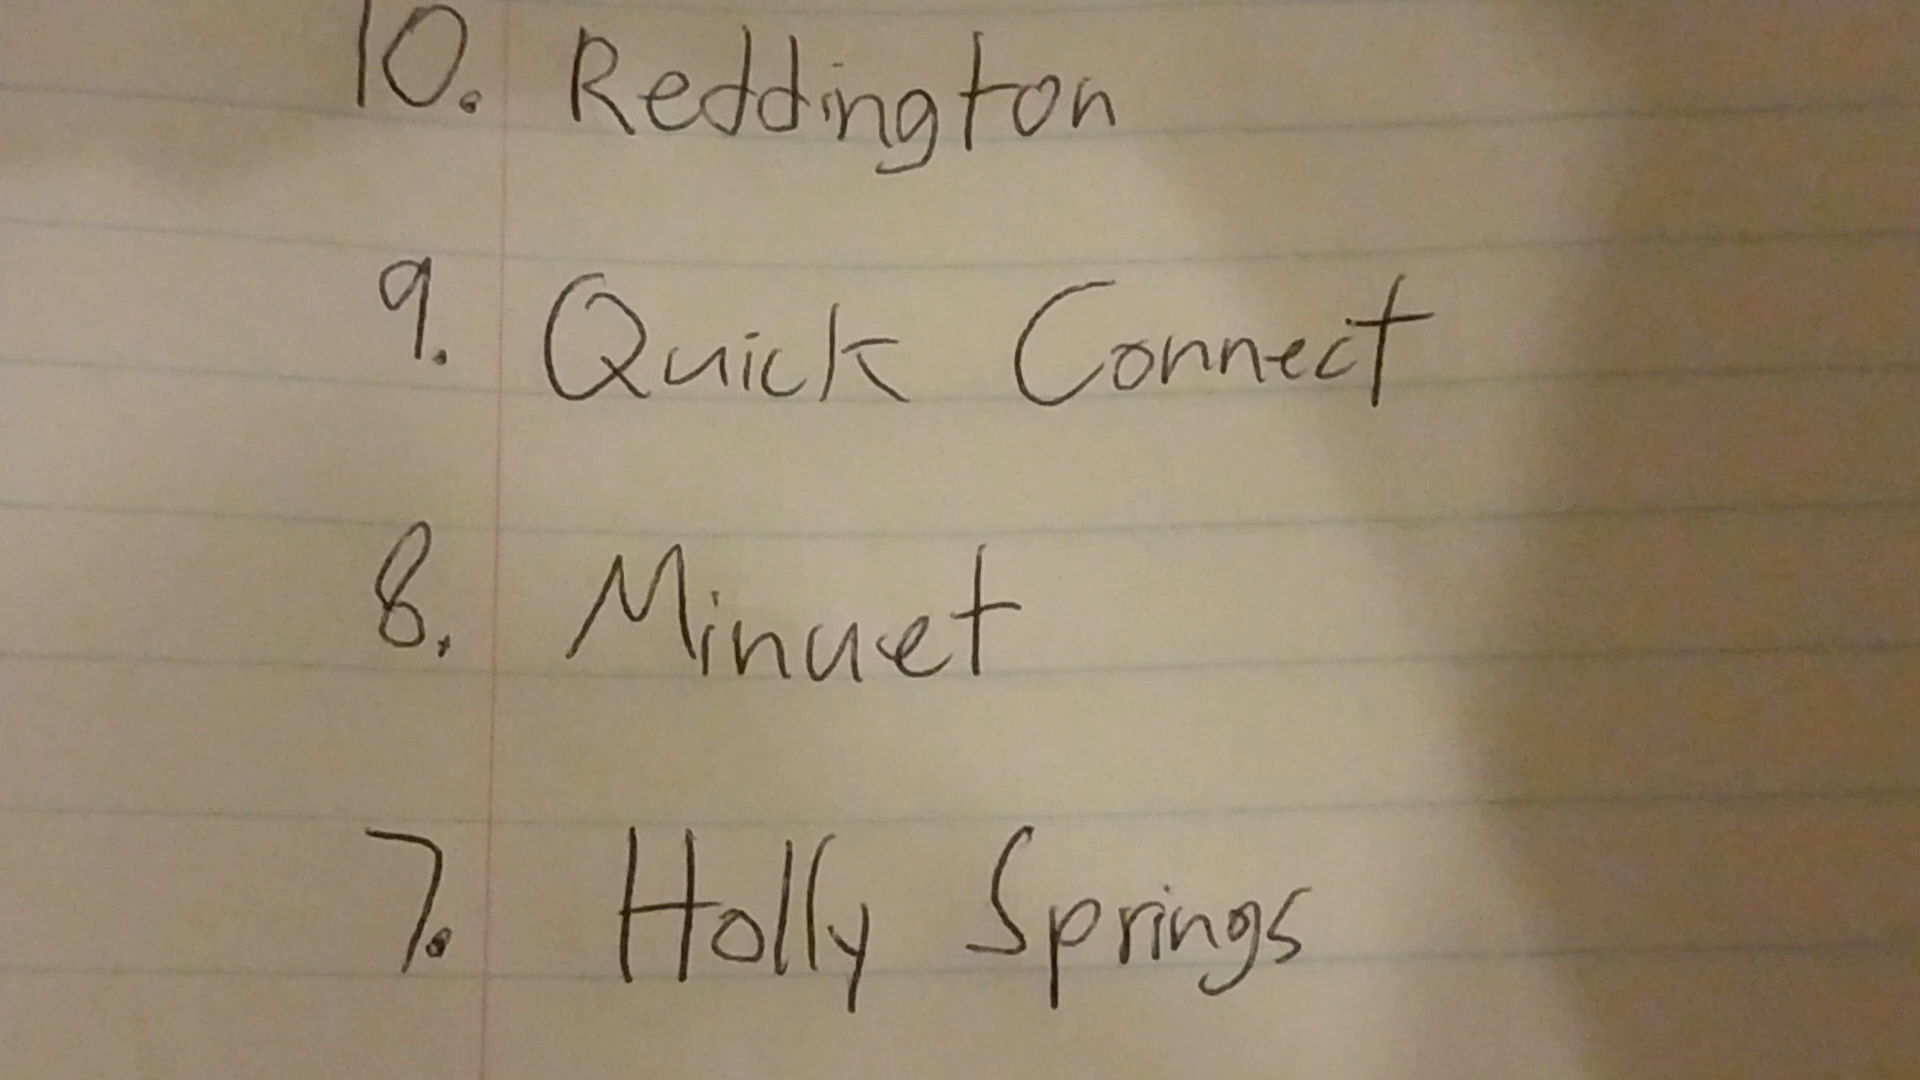 10. Reddington
9. Quick Connect
8. Minuet
7. Holly Springs